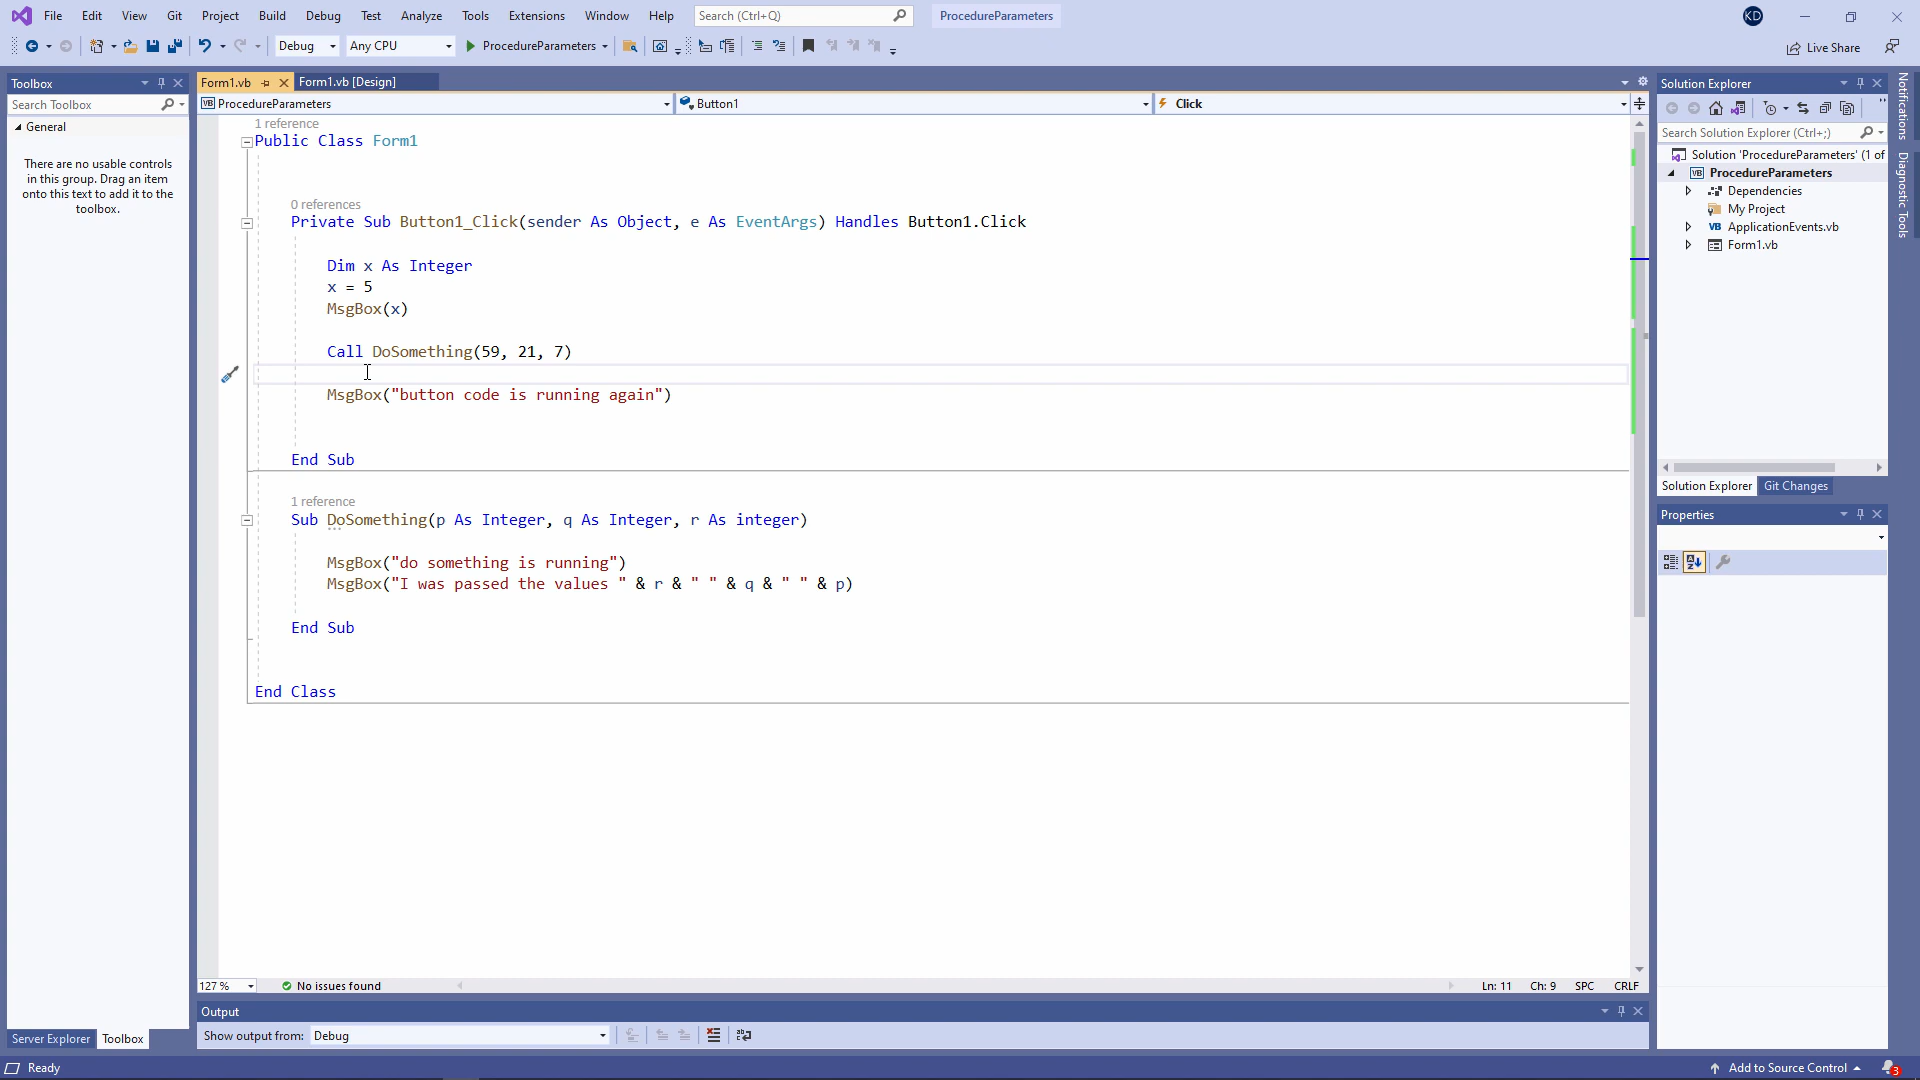 File Edit View Git Project Build Debug Test Analyze Tools Extensions Window Help Search (Ctrl+Q) ProcedureParameters KD
Debug Any CPU ProcedureParameters Live Share
Toolbox
Search Toolbox
General
There are no usable controls
in this group. Drag an item
onto this text to add it to the
toolbox.
Server Explorer Toolbox
Form1.vb Form1.vb [Design]
ProcedureParameters Button1 Click
1 reference
Public Class Form1
0 references
Private Sub Button1_Click(sender As Object, e As EventArgs) Handles Button1.Click
Dim x As Integer
x = 5
MsgBox(x)
Call DoSomething(59, 21, 7)
MsgBox("button code is running again")
End Sub
1 reference
Sub DoSomething(p As Integer, q As Integer, r As integer)
MsgBox("do something is running")
MsgBox("I was passed the values " & r & " " & q & " " & p)
End Sub
End Class
127 % No issues found Ln: 11 Ch: 9 SPC CRLF
Output
Show output from: Debug
Solution Explorer
Search Solution Explorer (Ctrl+;)
Solution 'ProcedureParameters' (1 of
VB ProcedureParameters
Dependencies
My Project
VB ApplicationEvents.vb
Form1.vb
Solution Explorer Git Changes
Properties
Notifications
Diagnostic Tools
Ready Add to Source Control 3